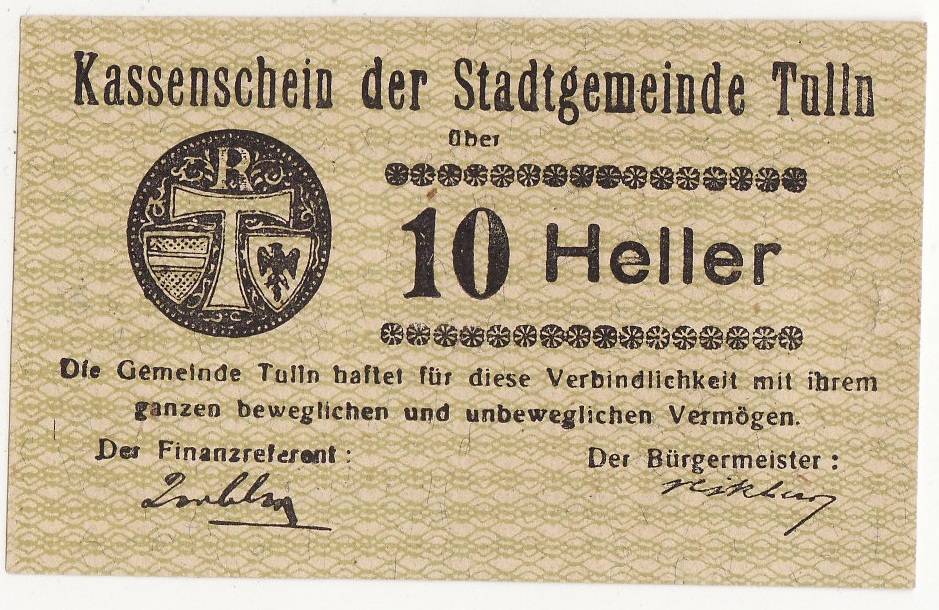 Kassenschein der Stadtgemeinde Tulln
über
R
T
10 Heller
Die Gemeinde Tulln haftet für diese Verbindlichkeit mit ihrem
ganzen beweglichen und unbeweglichen Vermögen.
Der Finanzreferent :
Der Bürgermeister :